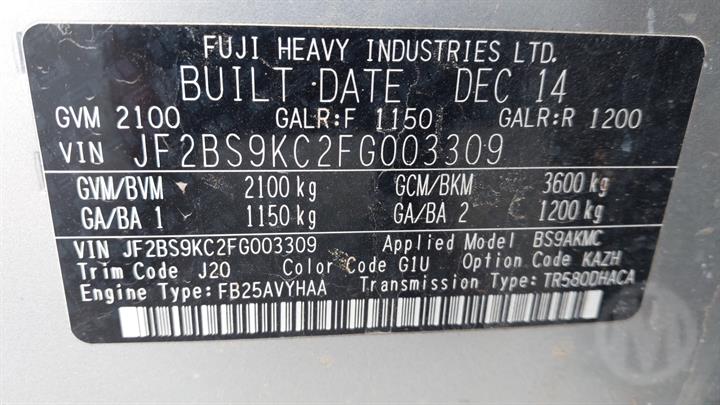 FUJI HEAVY INDUSTRIES LTD.
BUILT DATE DEC 14
GVM 2100 GALR:F 1150 GALR:R 1200
VIN JF2BS9KC2FG003309
GVM/BVM 2100 kg GCM/BKM 3600 kg
GA/BA 1 1150 kg GA/BA 2 1200 kg
VIN JF2BS9KC2FG003309 Applied Model BS9AKMC
Trim Code J20 Color Code G1U Option Code KAZH
Engine Type:FB25AVYHAA Transmission Type:TR580DHACA
M